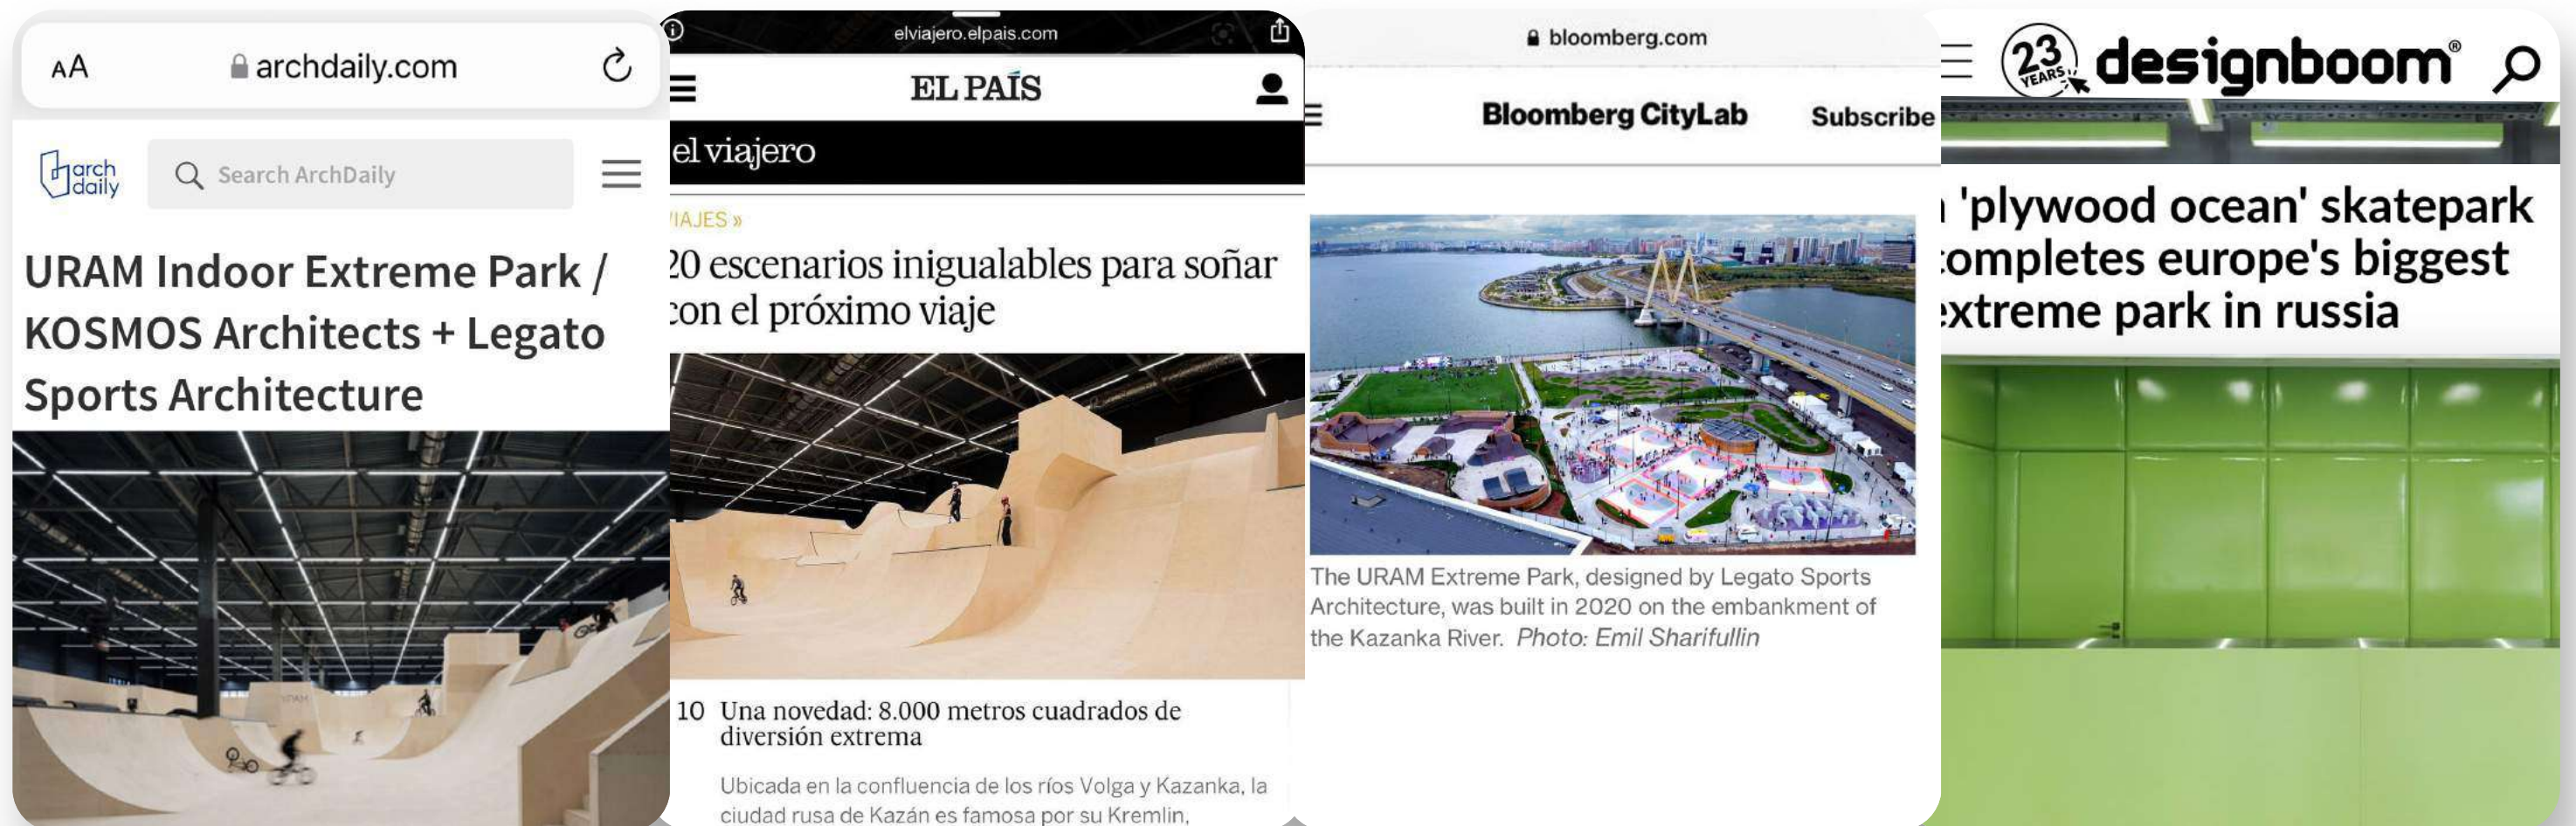 AA archdaily.com
arch
daily
Search ArchDaily
URAM Indoor Extreme Park /
KOSMOS Architects + Legato
Sports Architecture
elviajero.elpais.com
EL PAÍS
el viajero
VIAJES »
20 escenarios inigualables para soñar
con el próximo viaje
10 Una novedad: 8.000 metros cuadrados de
diversión extrema
Ubicada en la confluencia de los ríos Volga y Kazanka, la
ciudad rusa de Kazán es famosa por su Kremlin,
bloomberg.com
Bloomberg CityLab Subscribe
The URAM Extreme Park, designed by Legato Sports
Architecture, was built in 2020 on the embankment of
the Kazanka River. Photo: Emil Sharifullin
23
YEARS
designboom®
'plywood ocean' skatepark
completes europe's biggest
extreme park in russia